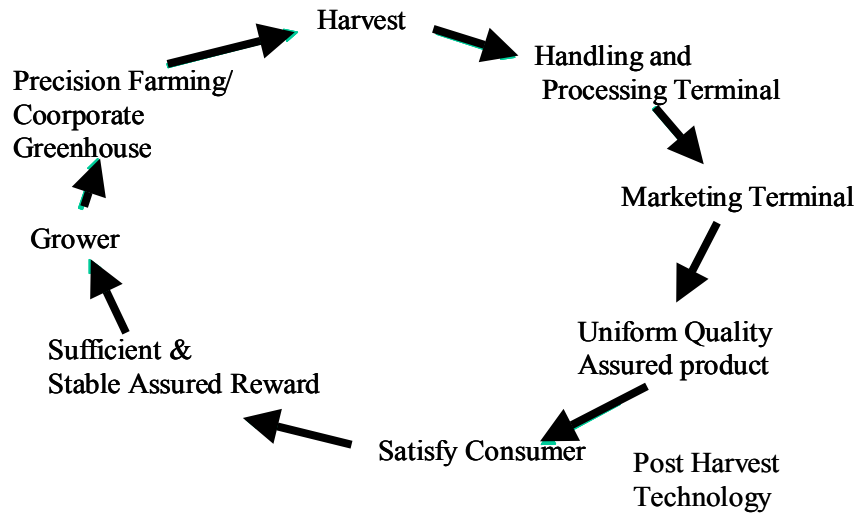 Harvest
Handling and
Processing Terminal
Precision Farming/
Coorporate
Greenhouse
Marketing Terminal
Grower
Uniform Quality
Assured product
Sufficient &
Stable Assured Reward
Satisfy Consumer
Post Harvest
Technology